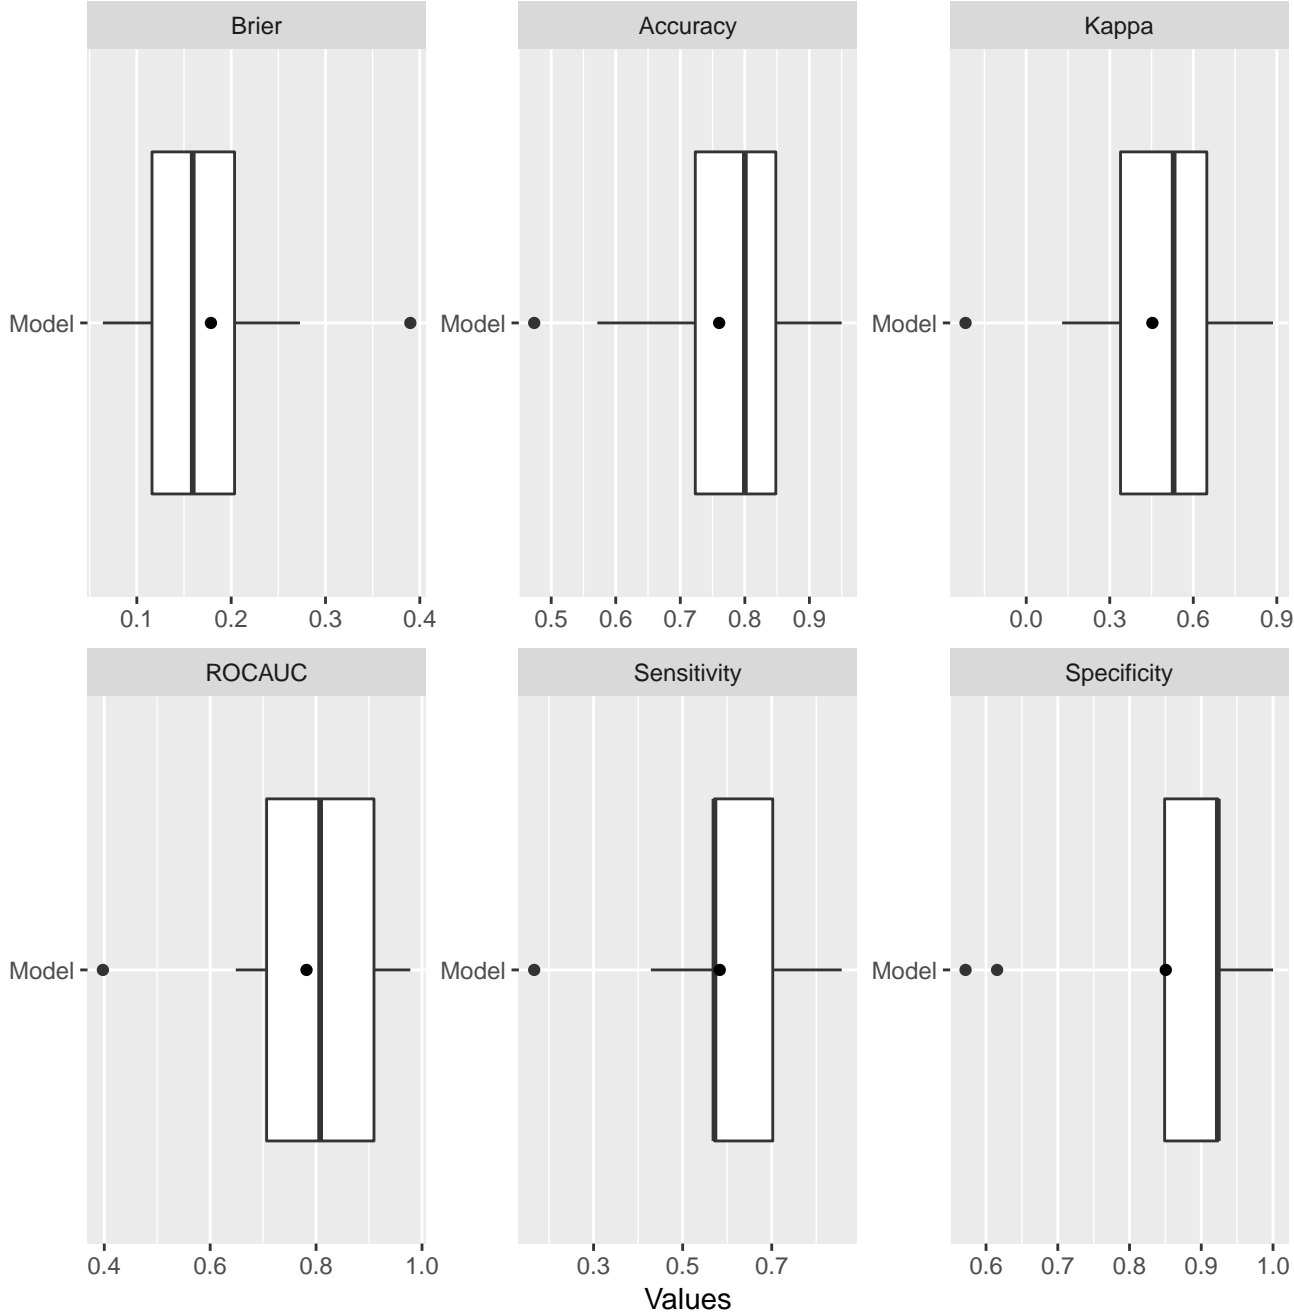 Brier Accuracy Kappa
Model Model Model
0.1 0.2 0.3 0.4 0.5 0.6 0.7 0.8 0.9 0.0 0.3 0.6 0.9
ROCAUC Sensitivity Specificity
Model Model Model
0.4 0.6 0.8 1.0 0.3 0.5 0.7 0.6 0.7 0.8 0.9 1.0
Values